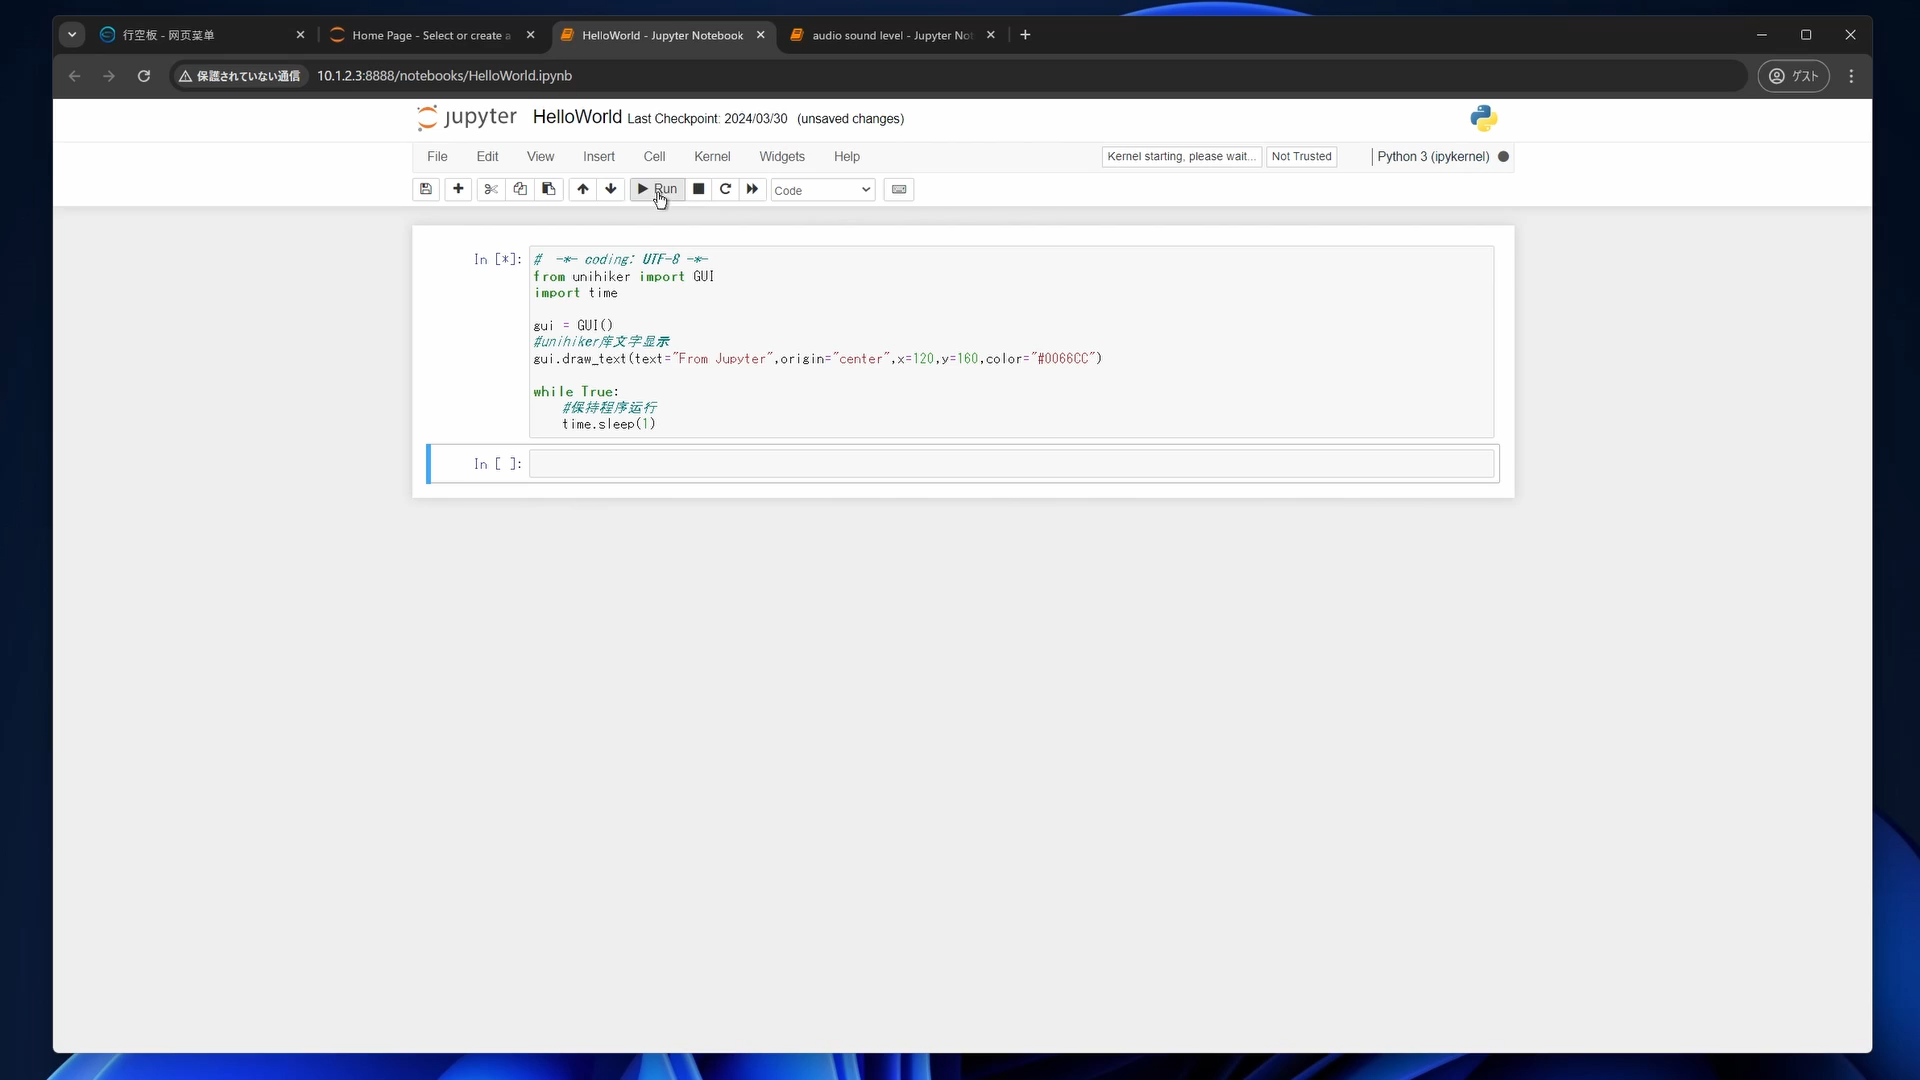 行空板 - 网页菜单
Home Page - Select or create a
HelloWorld - Jupyter Notebook
audio sound level - Jupyter No
保護されていない通信
10.1.2.3:8888/notebooks/HelloWorld.ipynb
ゲスト
jupyter
HelloWorld Last Checkpoint: 2024/03/30 (unsaved changes)
File Edit View Insert Cell Kernel Widgets Help
Kernel starting, please wait...
Not Trusted
Python 3 (ipykernel)
Run
Code
In [*]:
# -*- coding: UTF-8 -*-
from unihiker import GUI
import time
gui = GUI()
#unihiker库文字显示
gui.draw_text(text="From Jupyter",origin="center",x=120,y=160,color="#0066CC")
while True:
#保持程序运行
time.sleep(1)
In [ ]: